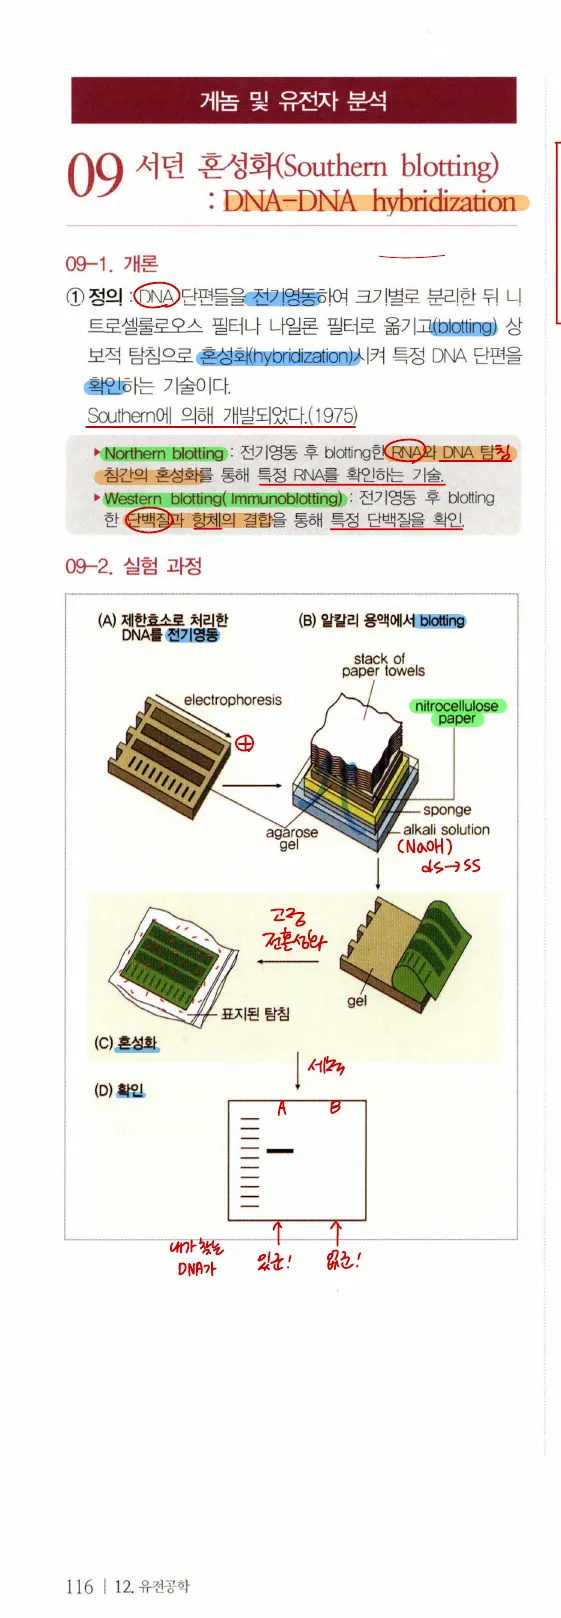 게놈 및 유전자 분석
09 서던 혼성화(Southern blotting)
: DNA-DNA hybridization
09-1. 개론
① 정의 : DNA 단편들을 전기영동하여 크기별로 분리한 뒤 니
트로셀룰로오스 필터나 나일론 필터로 옮기고(blotting) 상
보적 탐침으로 혼성화(hybridization)시켜 특정 DNA 단편을
확인하는 기술이다.
Southern에 의해 개발되었다.(1975)
▶Northern blotting : 전기영동 후 blotting한 RNA와 DNA 탐침
침간의 혼성화를 통해 특정 RNA를 확인하는 기술.
▶Western blotting( Immunoblotting) : 전기영동 후 blotting
한 단백질과 항체의 결합을 통해 특정 단백질을 확인.
09-2. 실험 과정
(A) 제한효소로 처리한
DNA를 전기영동
(B) 알칼리 용액에서 blotting
stack of
paper towels
electrophoresis
nitrocellulose
paper
⊕
sponge
agarose
gel
alkali solution
(NaOH)
ds→ss
고정
전혼성화
gel
표지된 탐침
(C) 혼성화
세척
(D) 확인
A B
내가 찾는
DNA가
있군!
없군!
116 | 12. 유전공학